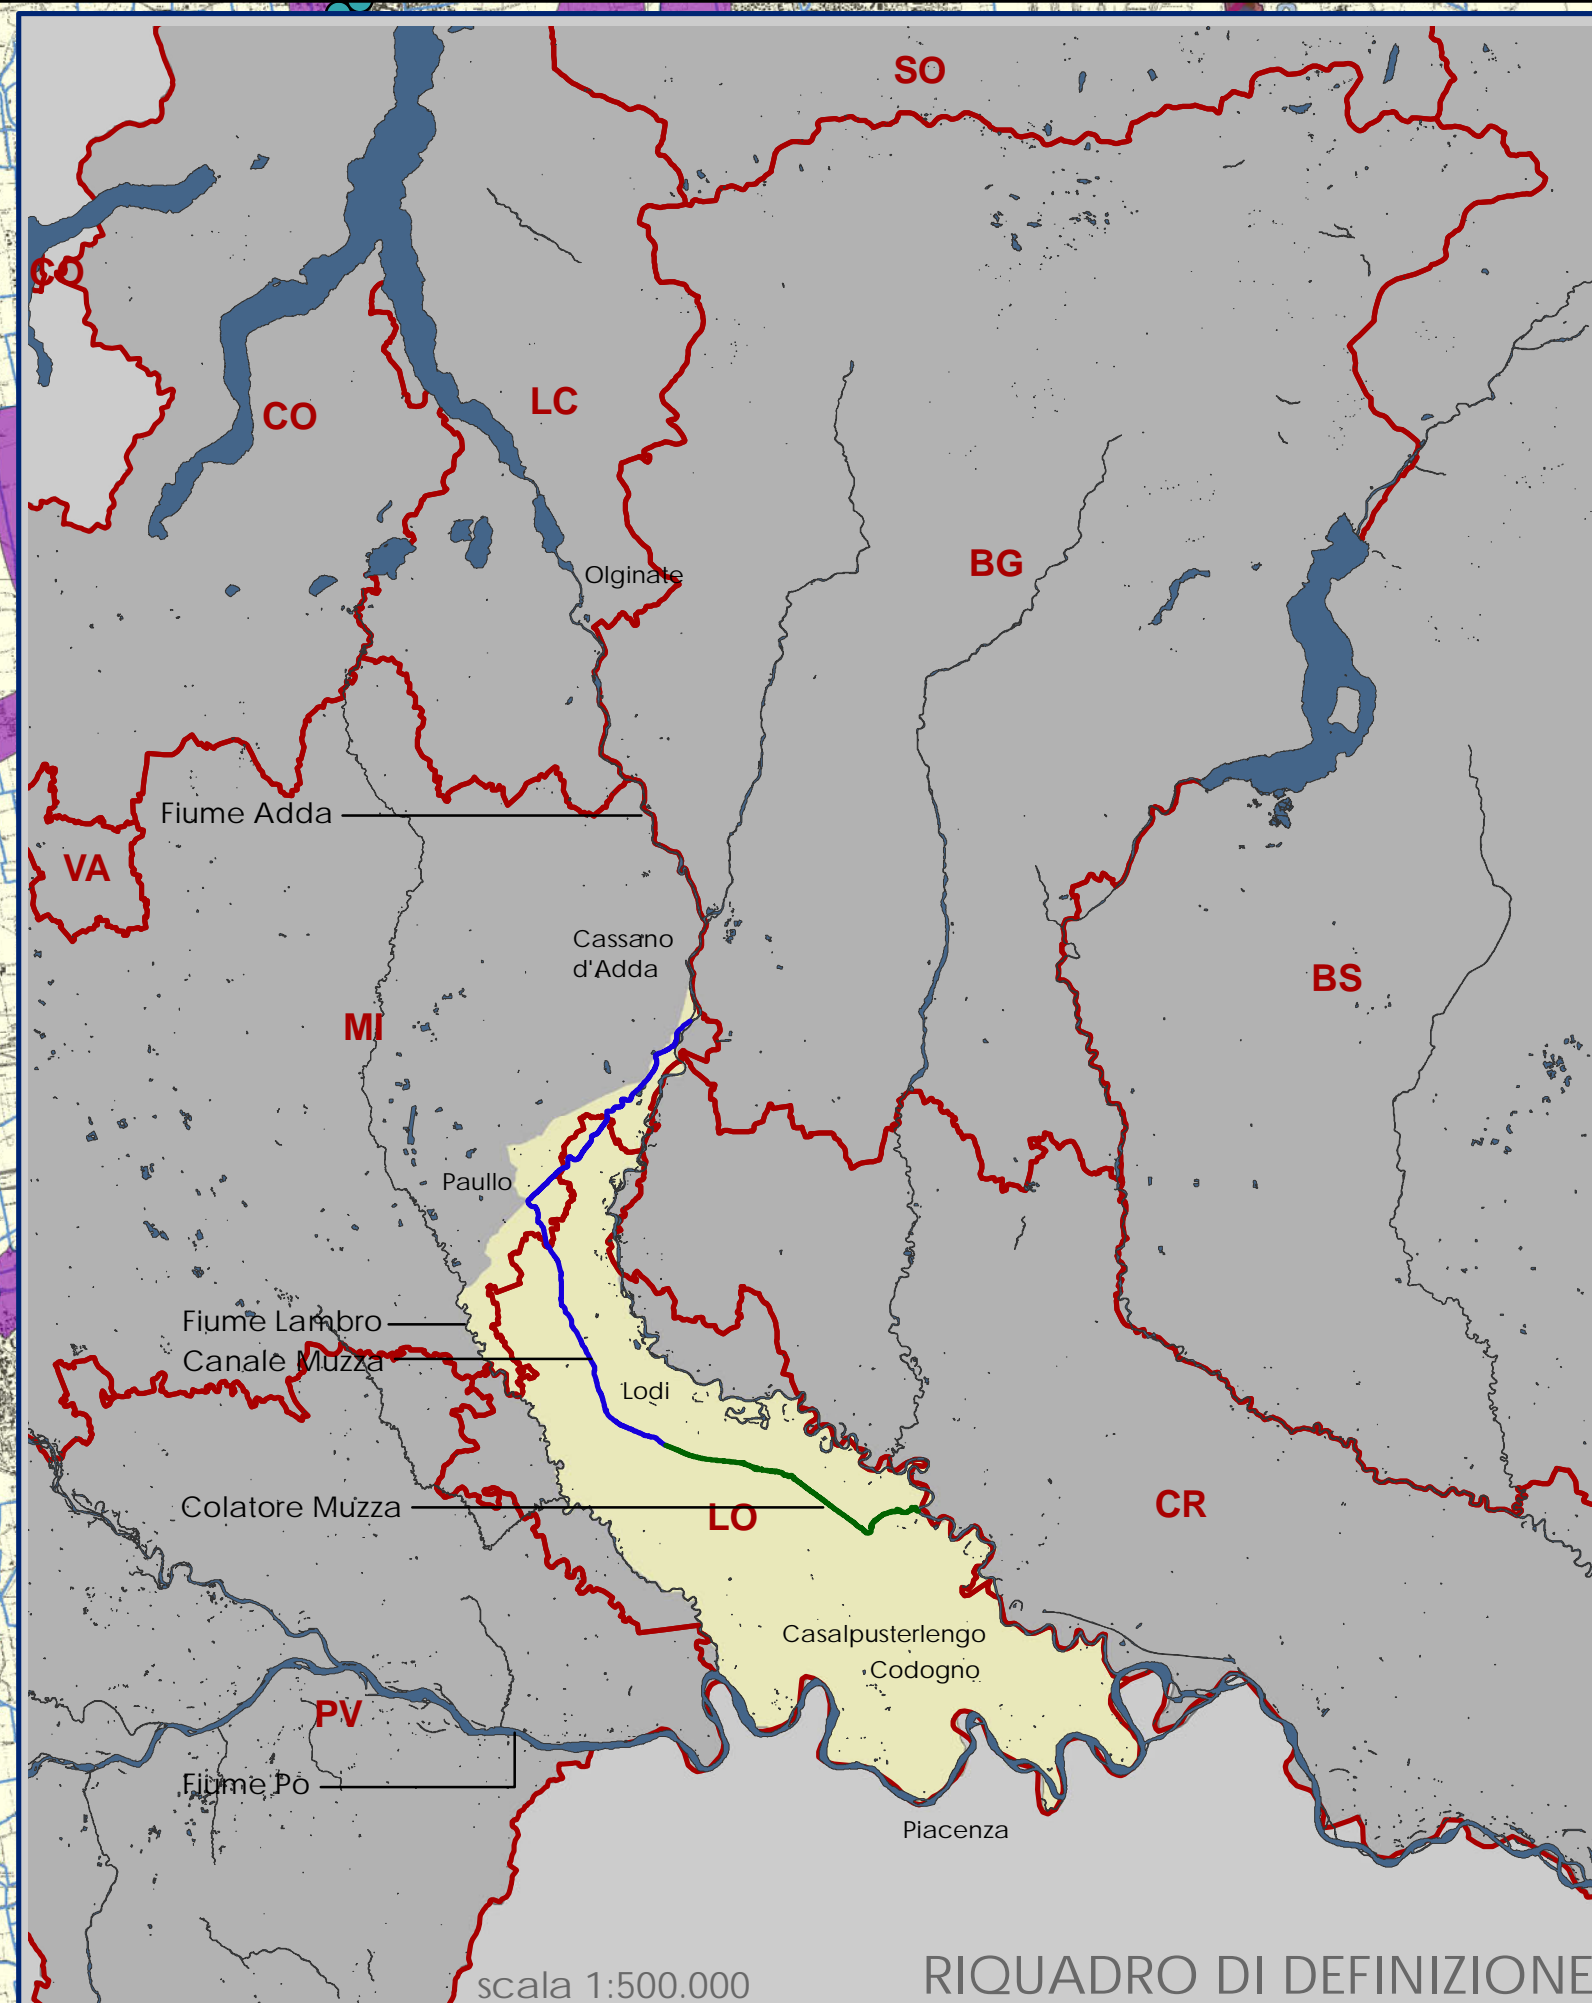 SO
CO
CO
LC
BG
Olginate
Fiume Adda
VA
Cassano
d'Adda
BS
MI
Paullo
Fiume Lambro
Canale Muzza
Lodi
Colatore Muzza
LO
CR
Casalpusterlengo
Codogno
PV
Fiume Po
Piacenza
scala 1:500.000
RIQUADRO DI DEFINIZIONE